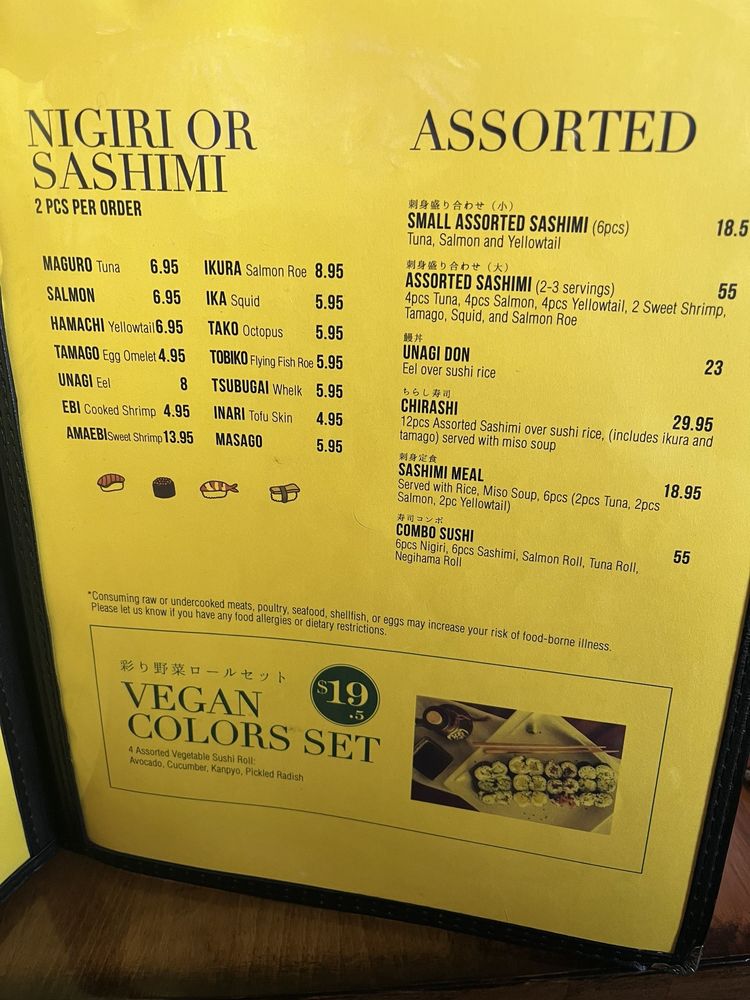 NIGIRI OR
SASHIMI
2 PCS PER ORDER
MAGURO Tuna 6.95
SALMON 6.95
HAMACHI Yellowtail 6.95
TAMAGO Egg Omelet 4.95
UNAGI Eel 8
EBI Cooked Shrimp 4.95
AMAEBI Sweet Shrimp 13.95
IKURA Salmon Roe 8.95
IKA Squid 5.95
TAKO Octopus 5.95
TOBIKO Flying Fish Roe 5.95
TSUBUGAI Whelk 5.95
INARI Tofu Skin 4.95
MASAGO 5.95
ASSORTED
刺身盛り合わせ（小）
SMALL ASSORTED SASHIMI (6pcs) 18.5
Tuna, Salmon and Yellowtail
刺身盛り合わせ（大）
ASSORTED SASHIMI (2-3 servings) 55
4pcs Tuna, 4pcs Salmon, 4pcs Yellowtail, 2 Sweet Shrimp,
Tamago, Squid, and Salmon Roe
鰻丼
UNAGI DON 23
Eel over sushi rice
ちらし寿司
CHIRASHI 29.95
12pcs Assorted Sashimi over sushi rice, (includes ikura and
tamago) served with miso soup
刺身定食
SASHIMI MEAL 18.95
Served with Rice, Miso Soup, 6pcs (2pcs Tuna, 2pcs
Salmon, 2pc Yellowtail)
寿司コンボ
COMBO SUSHI 55
6pcs Nigiri, 6pcs Sashimi, Salmon Roll, Tuna Roll,
Negihama Roll
*Consuming raw or undercooked meats, poultry, seafood, shellfish, or eggs may increase your risk of food-borne illness.
Please let us know if you have any food allergies or dietary restrictions.
彩り野菜ロールセット
VEGAN
COLORS SET
$19
.5
4 Assorted Vegetable Sushi Roll:
Avocado, Cucumber, Kanpyo, Pickled Radish